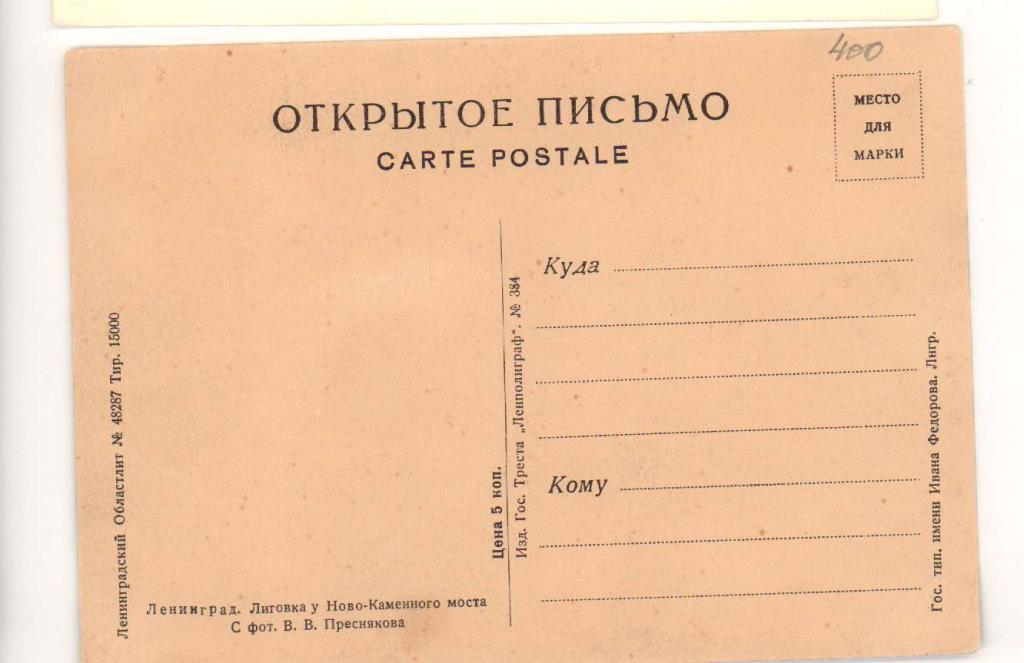 400
ОТКРЫТОЕ ПИСЬМО
CARTE POSTALE
МЕСТО
ДЛЯ
МАРКИ
Ленинградский Областлит № 48287 Тир. 15000
Ленинград. Лиговка у Ново-Каменного моста
С фот. В. В. Преснякова
Цена 5 коп.
Изд. Гос. Треста „Ленполиграф". № 384
Куда
Кому
Гос. тип. имени Ивана Федорова. Лнгр.